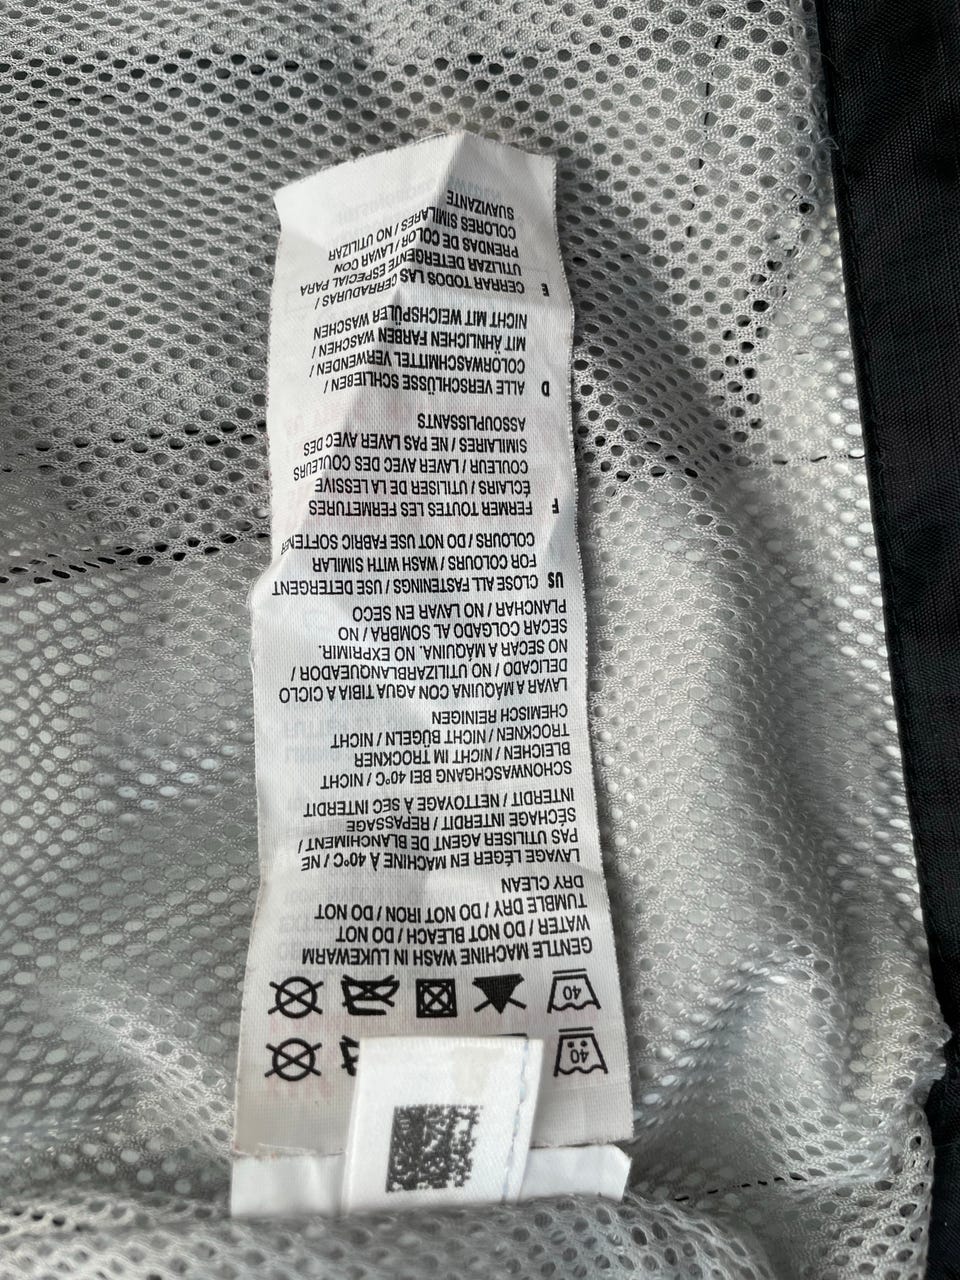 40
40
GENTLE MACHINE WASH IN LUKEWARM
WATER / DO NOT BLEACH / DO NOT
TUMBLE DRY / DO NOT IRON / DO NOT
DRY CLEAN
LAVAGE LÉGER EN MACHINE À 40°C / NE
PAS UTILISER AGENT DE BLANCHIMENT /
SÉCHAGE INTERDIT / REPASSAGE
INTERDIT / NETTOYAGE À SEC INTERDIT
SCHONWASCHGANG BEI 40°C / NICHT
BLEICHEN / NICHT IM TROCKNER
TROCKNEN / NICHT BÜGELN / NICHT
CHEMISCH REINIGEN
LAVAR A MÁQUINA CON AGUA TIBIA A CICLO
DELICADO / NO UTILIZARBLANQUEADOR /
NO SECAR A MÁQUINA. NO EXPRIMIR.
SECAR COLGADO AL SOMBRA / NO
PLANCHAR / NO LAVAR EN SECO
US CLOSE ALL FASTENINGS / USE DETERGENT
FOR COLOURS / WASH WITH SIMILAR
COLOURS / DO NOT USE FABRIC SOFTENER
F FERMER TOUTES LES FERMETURES
ÉCLAIRS / UTILISER DE LA LESSIVE
COULEUR / LAVER AVEC DES COULEURS
SIMILAIRES / NE PAS LAVER AVEC DES
ASSOUPLISSANTS
D ALLE VERSCHLÜSSE SCHLIEBEN /
COLORWASCHMITTEL VERWENDEN /
MIT ÄHNLICHEN FARBEN WASCHEN /
NICHT MIT WEICHSPÜLER WASCHEN
E CERRAR TODOS LAS CERRADURAS /
UTILIZAR DETERGENTE ESPECIAL PARA
PRENDAS DE COLOR / LAVAR CON
COLORES SIMILARES / NO UTILIZAR
SUAVIZANTE